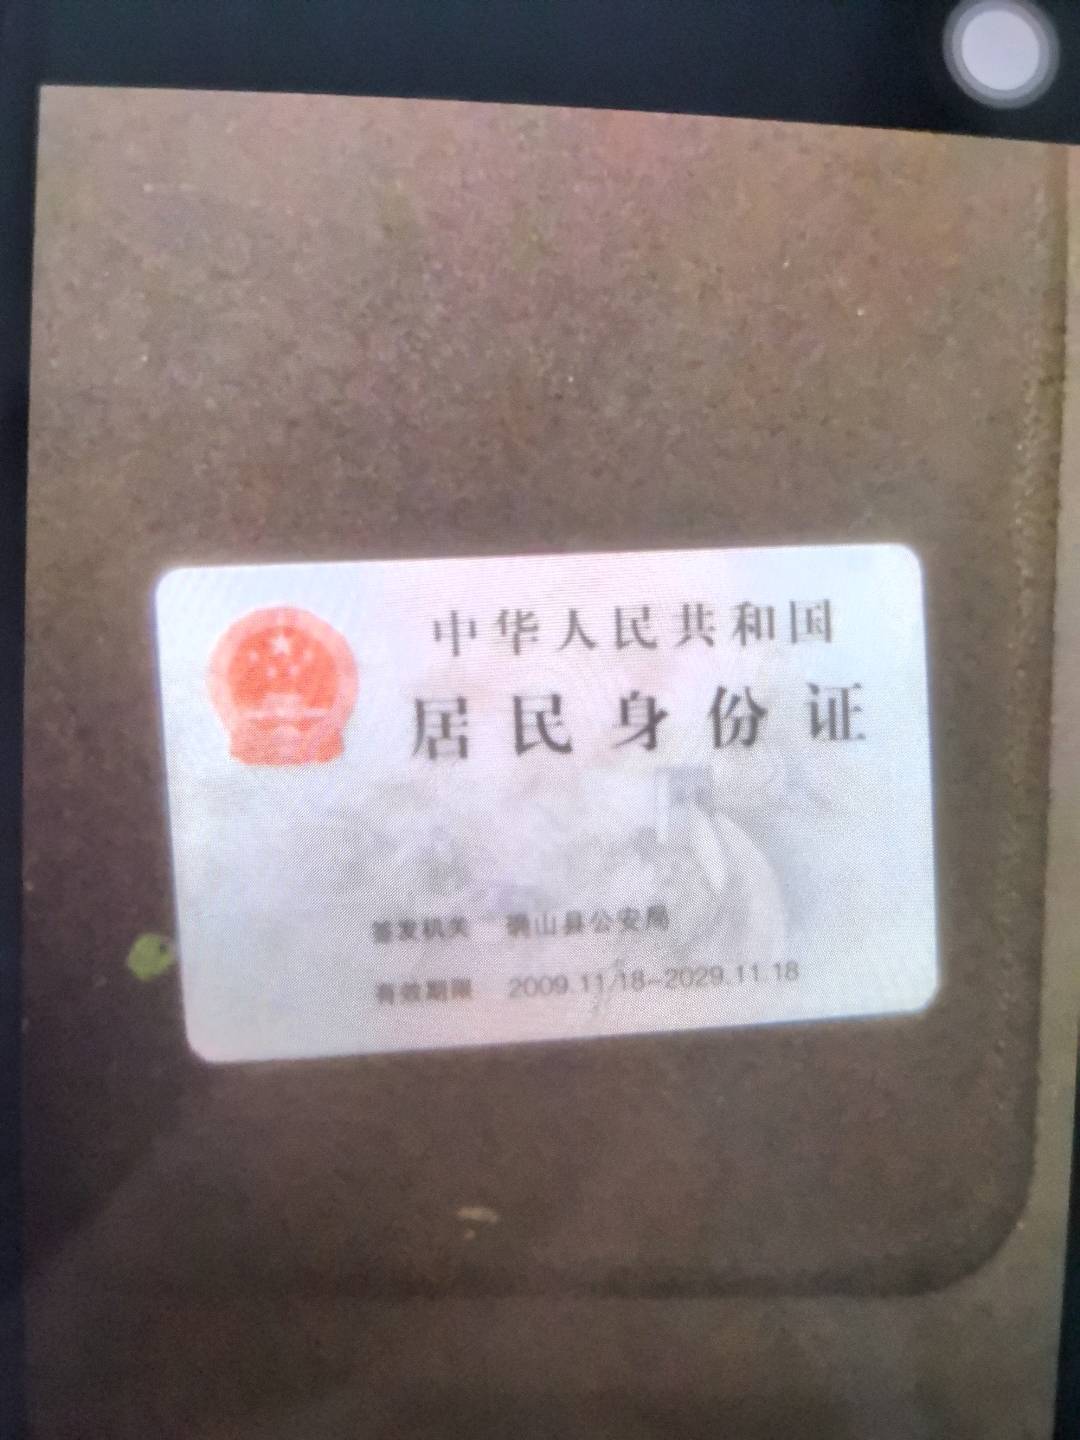 中华人民共和国
居民身份证
签发机关 确山县公安局
有效期限 2009.11.18-2029.11.18